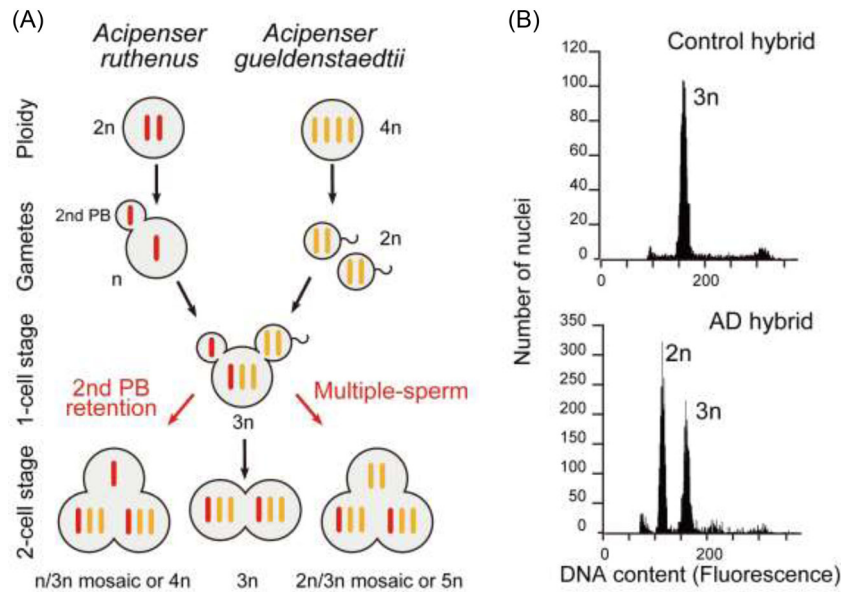 (A)
Acipenser
ruthenus
Acipenser
gueldenstaedtii
Ploidy
2n
4n
Gametes
2nd PB
n
2n
1-cell stage
2nd PB
retention
Multiple-sperm
3n
2-cell stage
n/3n mosaic or 4n
3n
2n/3n mosaic or 5n
(B)
Control hybrid
Number of nuclei
120
100
80
60
40
20
0
3n
0
200
AD hybrid
350
300
250
200
150
100
50
0
2n
3n
0
200
DNA content (Fluorescence)